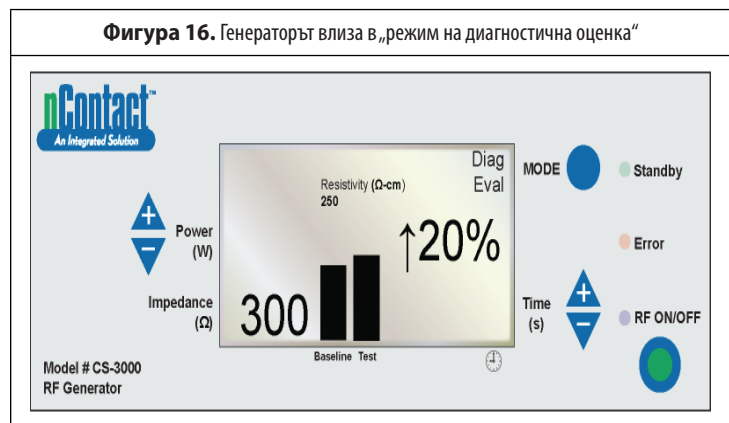 Фигура 16. Генераторът влиза в „режим на диагностична оценка“
nContact™
An Integrated Solution
Diag
Eval
Resistivity (Ω-cm)
250
↑20%
MODE
Standby
Power
(W)
Error
Impedance
(Ω)
300
Time
(s)
RF ON/OFF
Baseline Test
Model # CS-3000
RF Generator